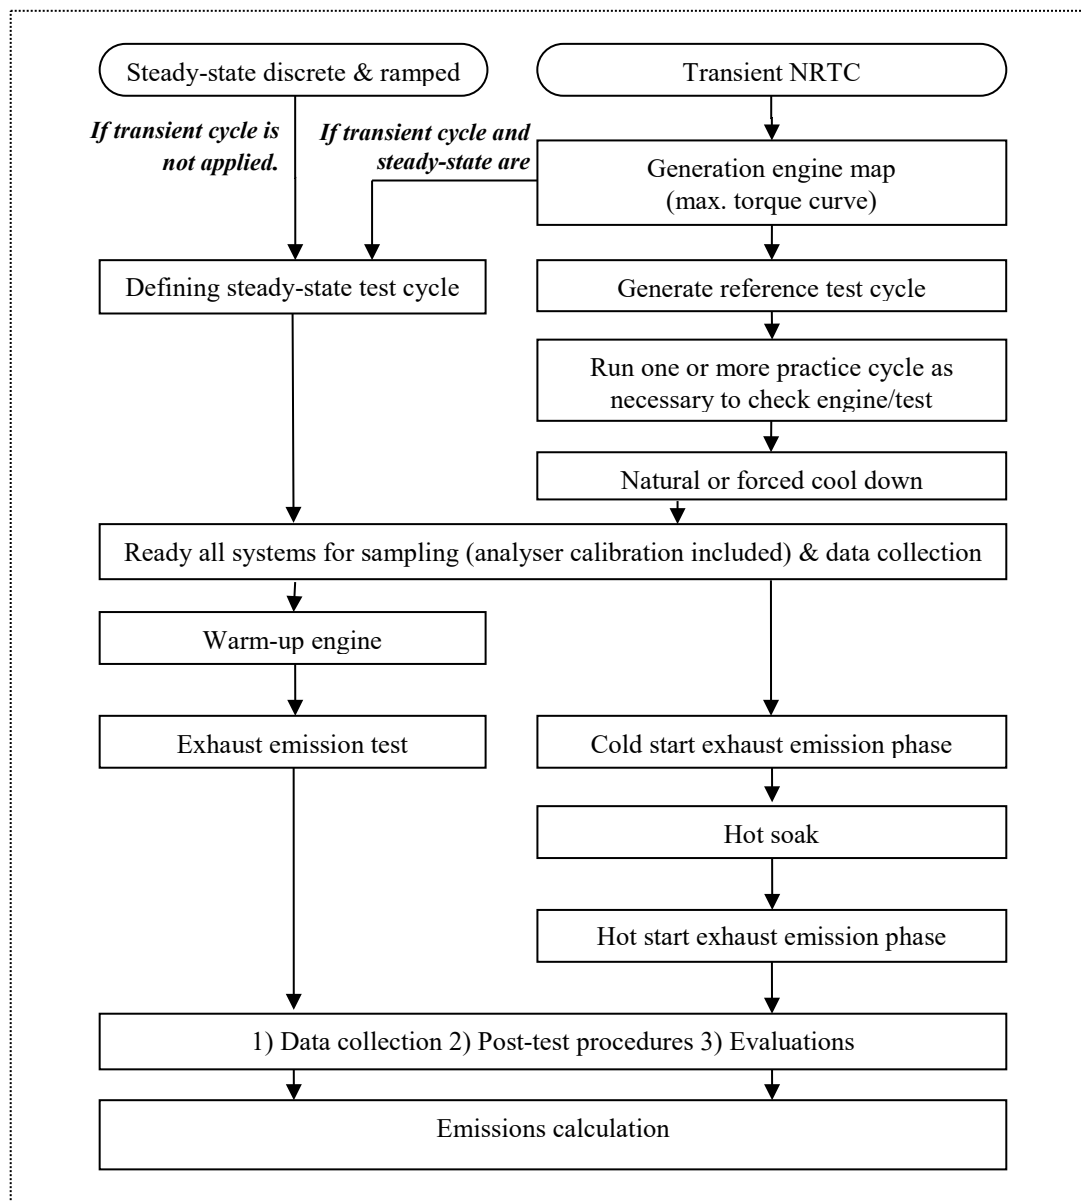 Steady-state discrete & ramped
Transient NRTC
If transient cycle is
not applied.
If transient cycle and
steady-state are
Generation engine map
(max. torque curve)
Defining steady-state test cycle
Generate reference test cycle
Run one or more practice cycle as
necessary to check engine/test
Natural or forced cool down
Ready all systems for sampling (analyser calibration included) & data collection
Warm-up engine
Exhaust emission test
Cold start exhaust emission phase
Hot soak
Hot start exhaust emission phase
1) Data collection 2) Post-test procedures 3) Evaluations
Emissions calculation